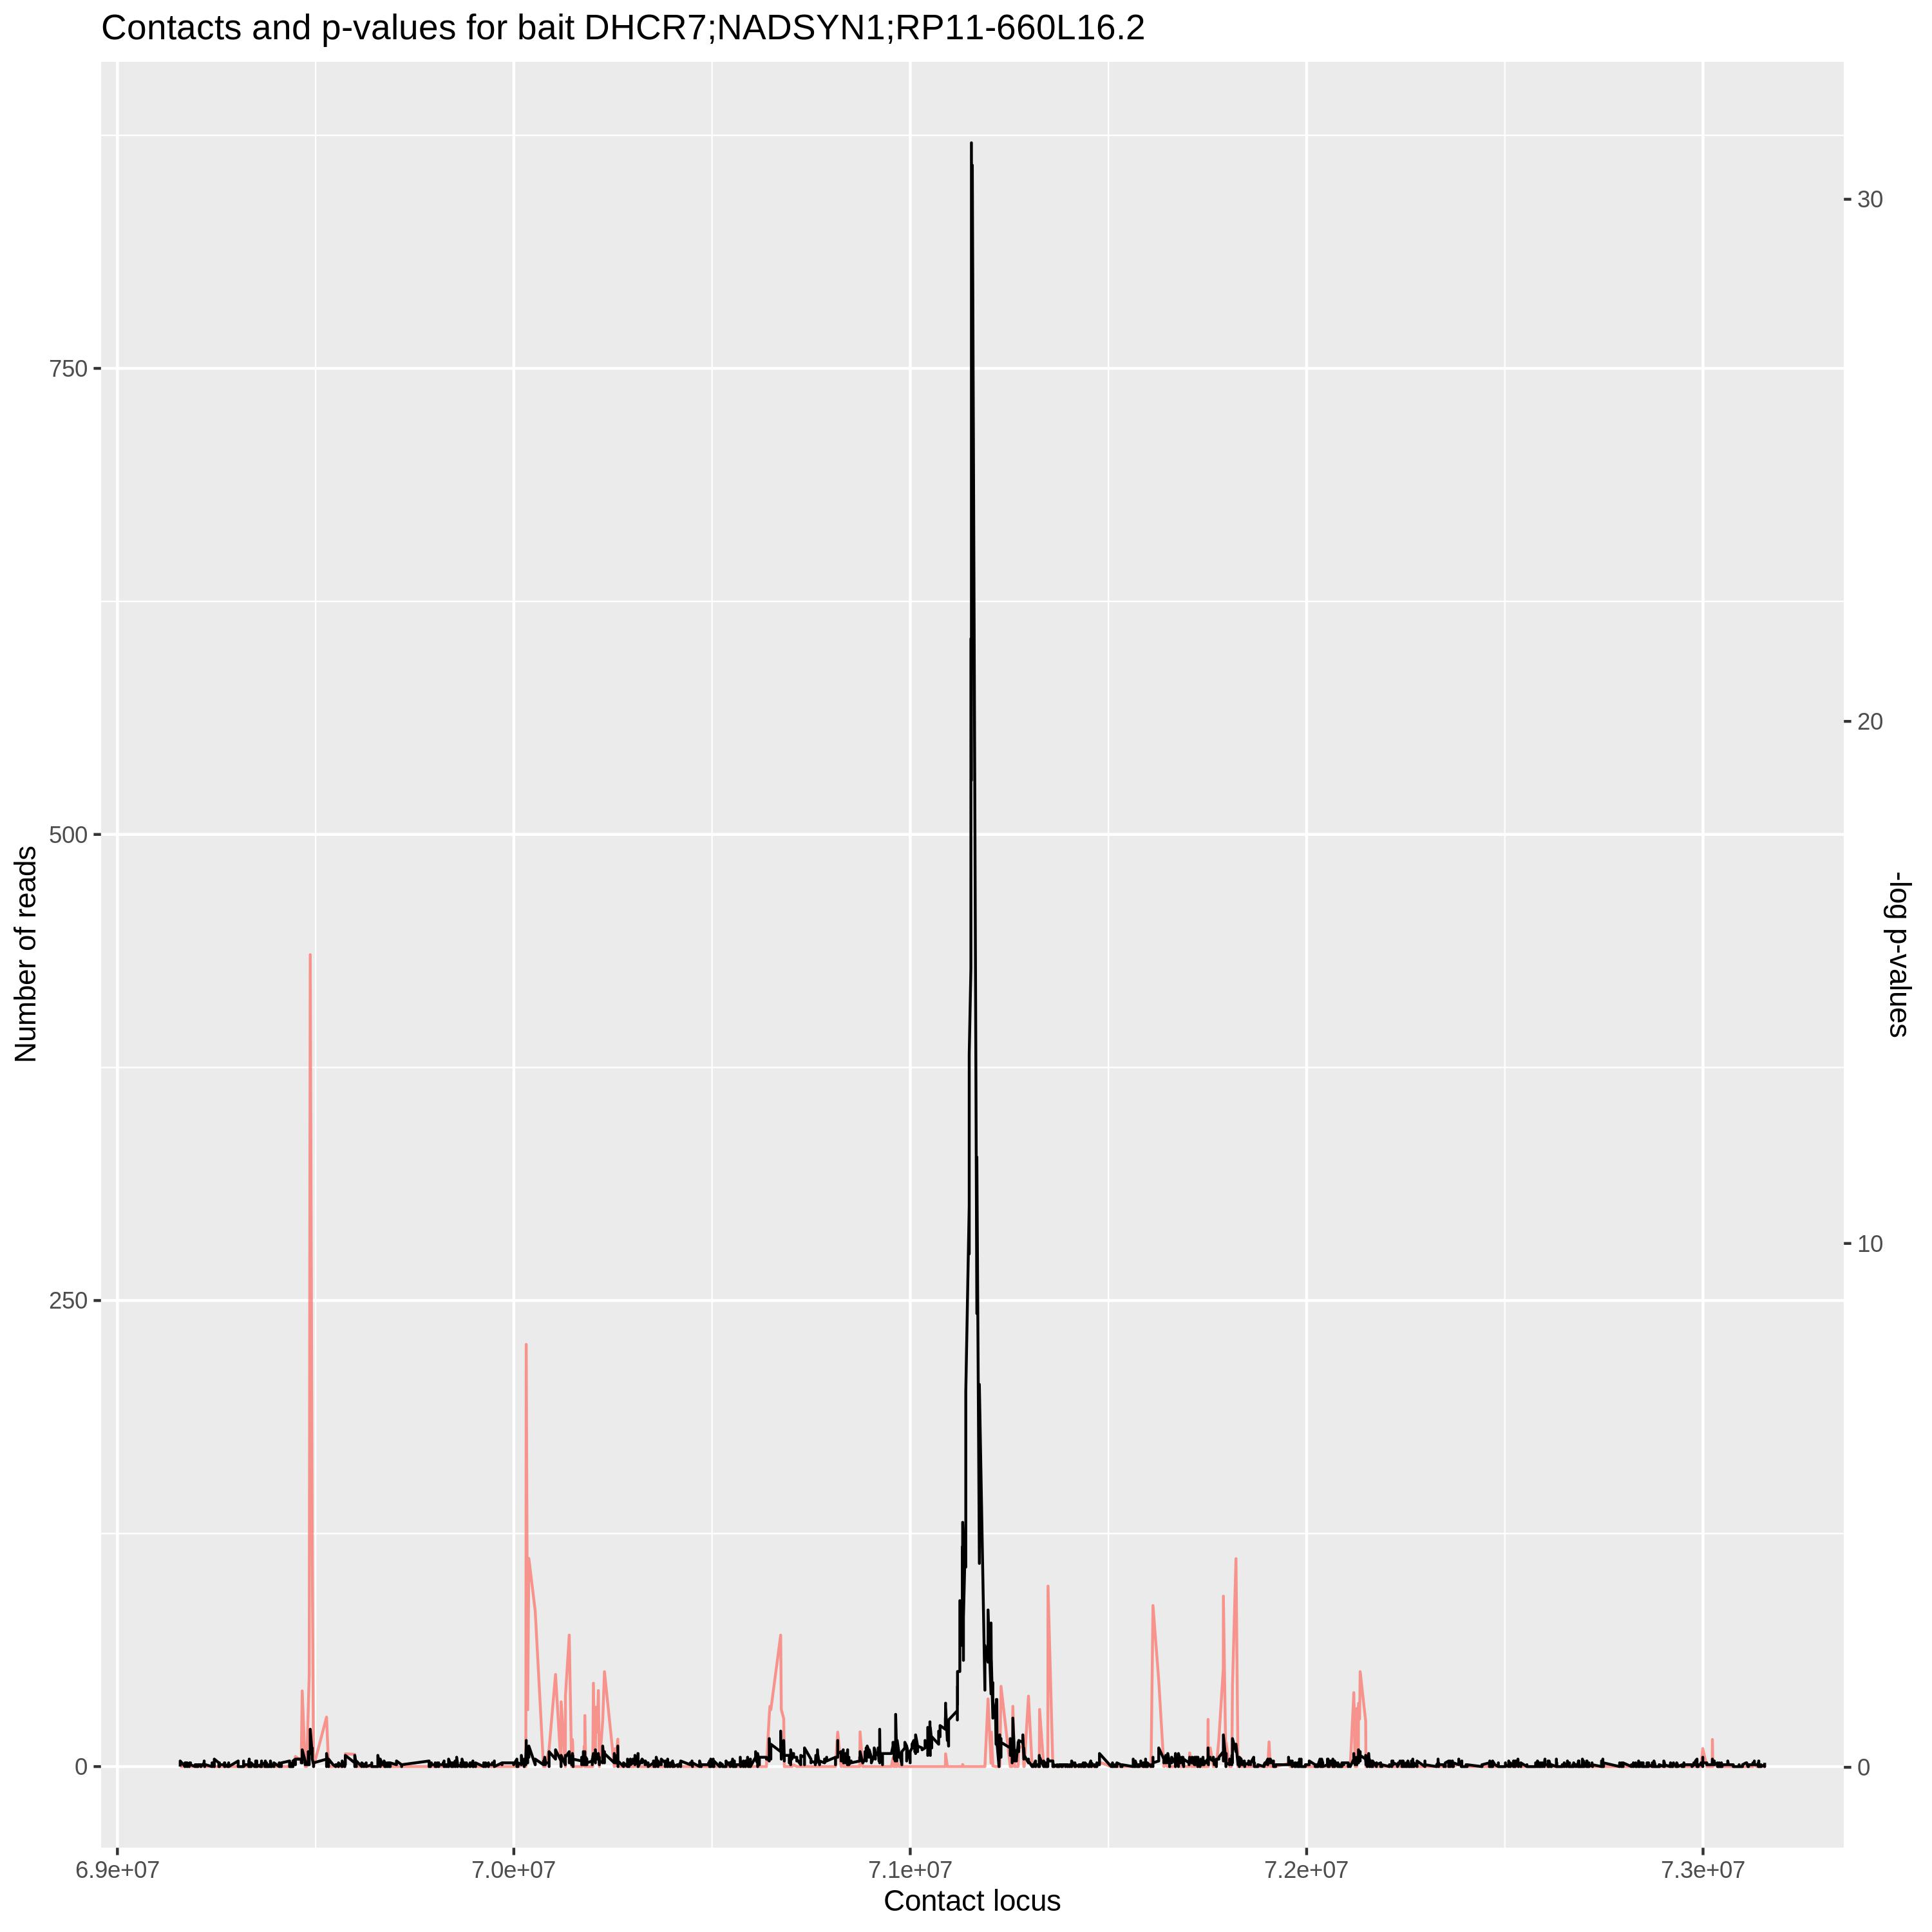 Contacts and p-values for bait DHCR7;NADSYN1;RP11-660L16.2
Number of reads
750
500
250
0
30
20
10
0
-log p-values
6.9e+07 7.0e+07 7.1e+07 7.2e+07 7.3e+07
Contact locus